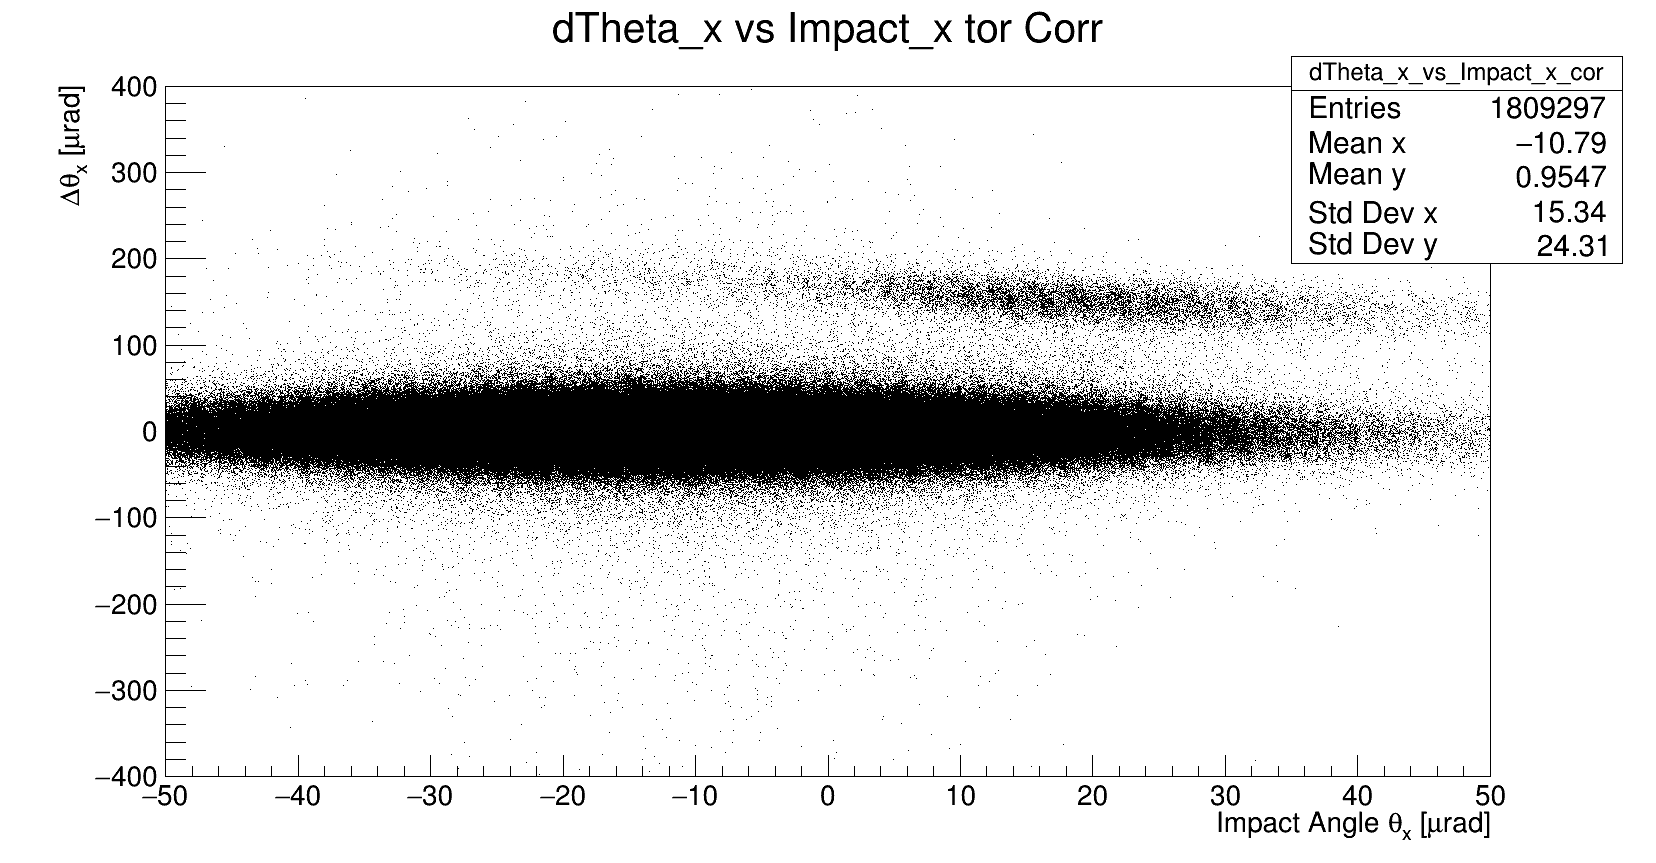 dTheta_x vs Impact_x tor Corr
dTheta_x_vs_Impact_x_cor
Entries 1809297
Mean x −10.79
Mean y 0.9547
Std Dev x 15.34
Std Dev y 24.31
Δθx [μrad]
400
300
200
100
0
−100
−200
−300
−400
−50 −40 −30 −20 −10 0 10 20 30 40 50
Impact Angle θx [μrad]